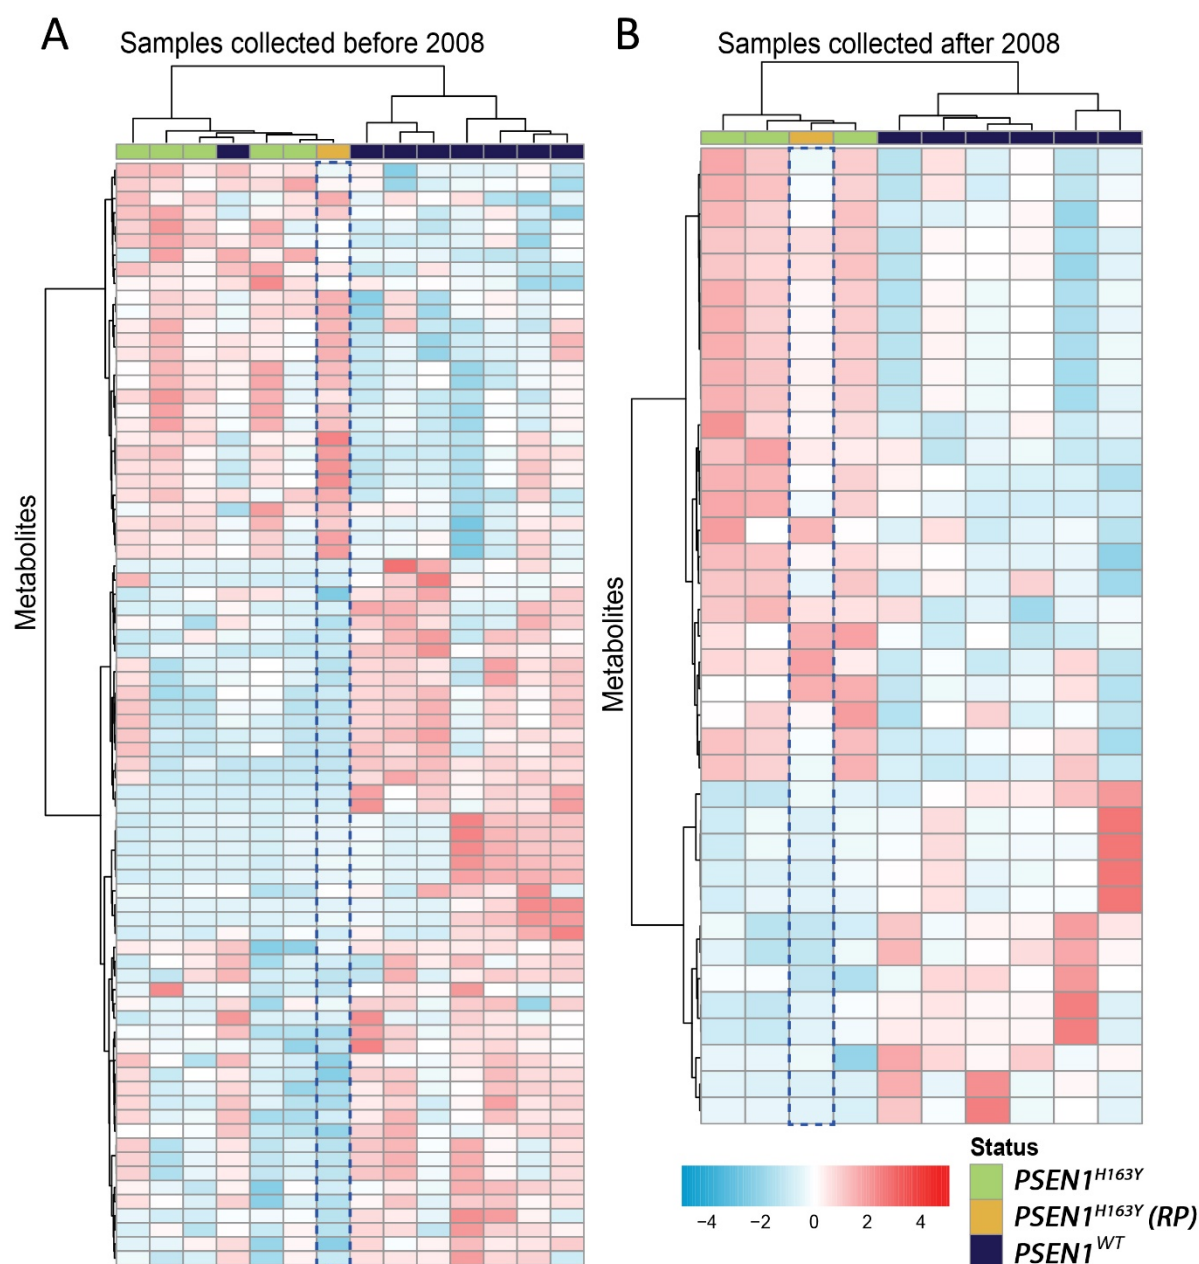 A
Samples collected before 2008
B
Samples collected after 2008
Metabolites
Metabolites
−4 −2 0 2 4
Status
PSEN1H163Y
PSEN1H163Y (RP)
PSEN1WT